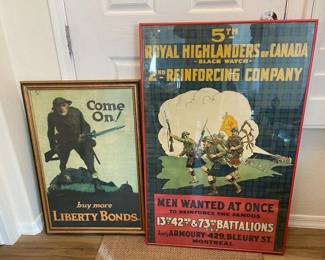 Come
On!
buy more
LIBERTY BONDS
5TH
ROYAL HIGHLANDERS OF CANADA
- BLACK WATCH -
2ND REINFORCING COMPANY
MEN WANTED AT ONCE
TO REINFORCE THE FAMOUS
13TH 42ND & 73RD BATTALIONS
ARMOURY - 429, BLEURY ST.
MONTREAL